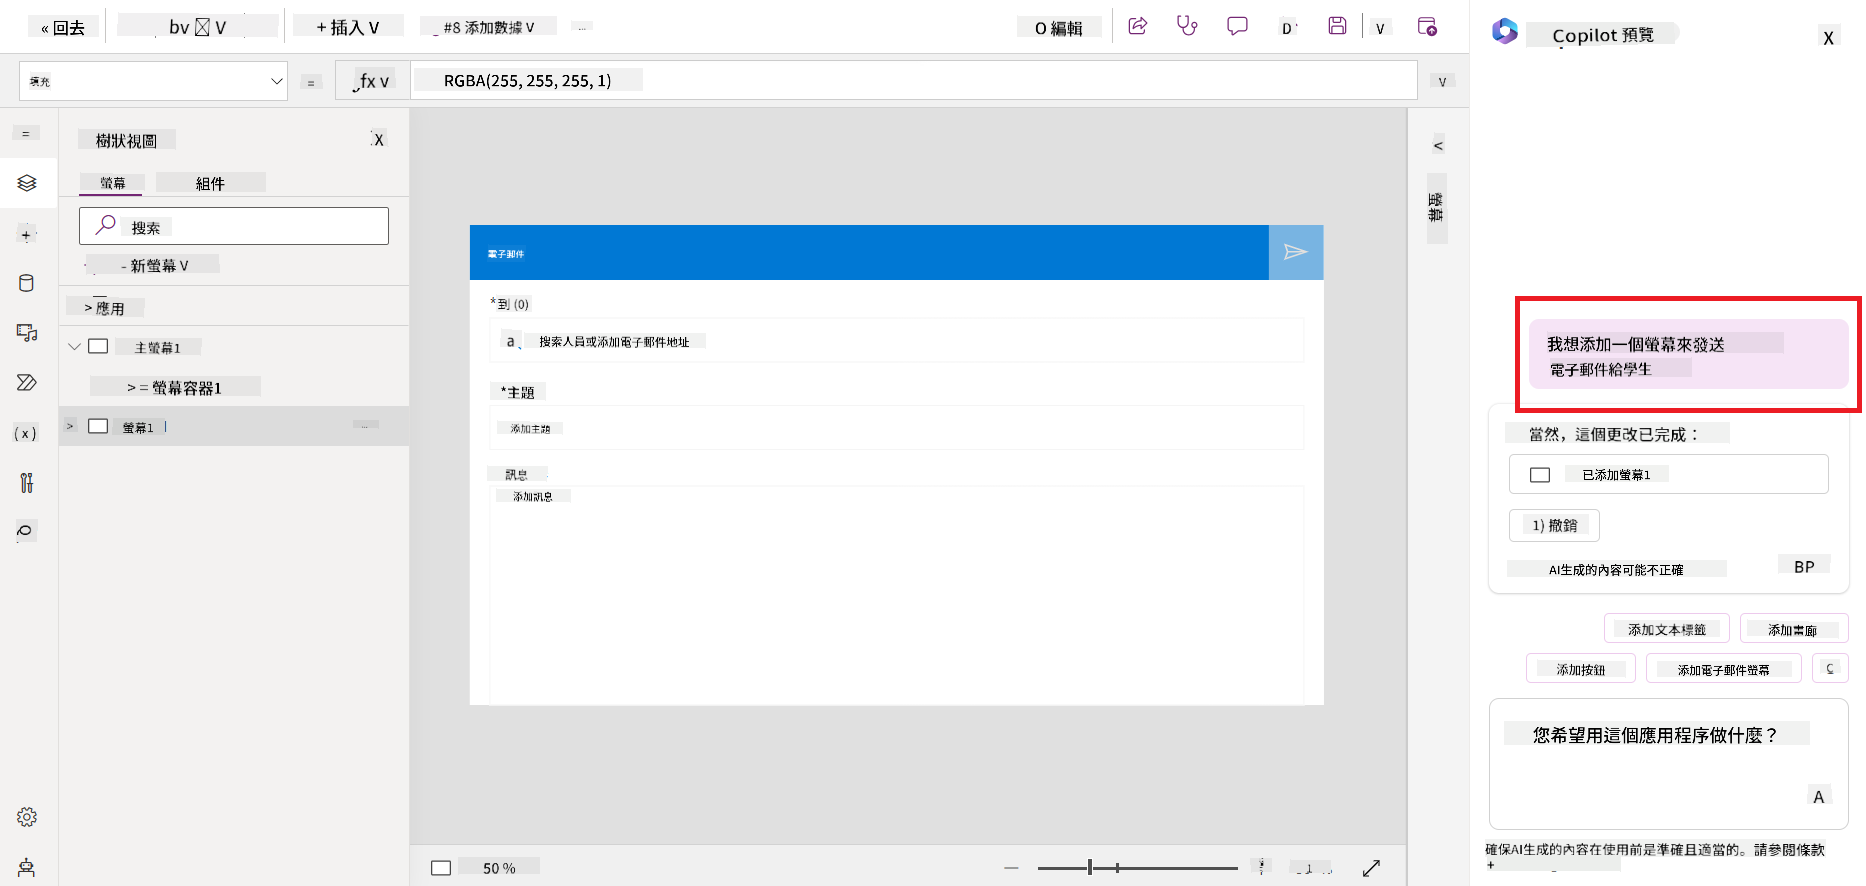 « 回去
bv V
+ 插入 V
#8 添加數據 V
...
O 編輯
D
V
Copilot 預覽
X
填充
=
fx v
RGBA(255, 255, 255, 1)
V
=
樹狀視圖
X
螢幕
組件
搜索
- 新螢幕 V
> 應用
主螢幕1
> = 螢幕容器1
> 螢幕1
...
+
(x)
<
螢幕
電子郵件
*到 (0)
a
搜索人員或添加電子郵件地址
*主題
添加主題
訊息
添加訊息
50 %
我想添加一個螢幕來發送
電子郵件給學生
當然，這個更改已完成：
已添加螢幕1
1) 撤銷
AI生成的內容可能不正確
BP
添加文本標籤
添加畫廊
添加按鈕
添加電子郵件螢幕
您希望用這個應用程序做什麼？
A
確保AI生成的內容在使用前是準確且適當的。請參閱條款
+